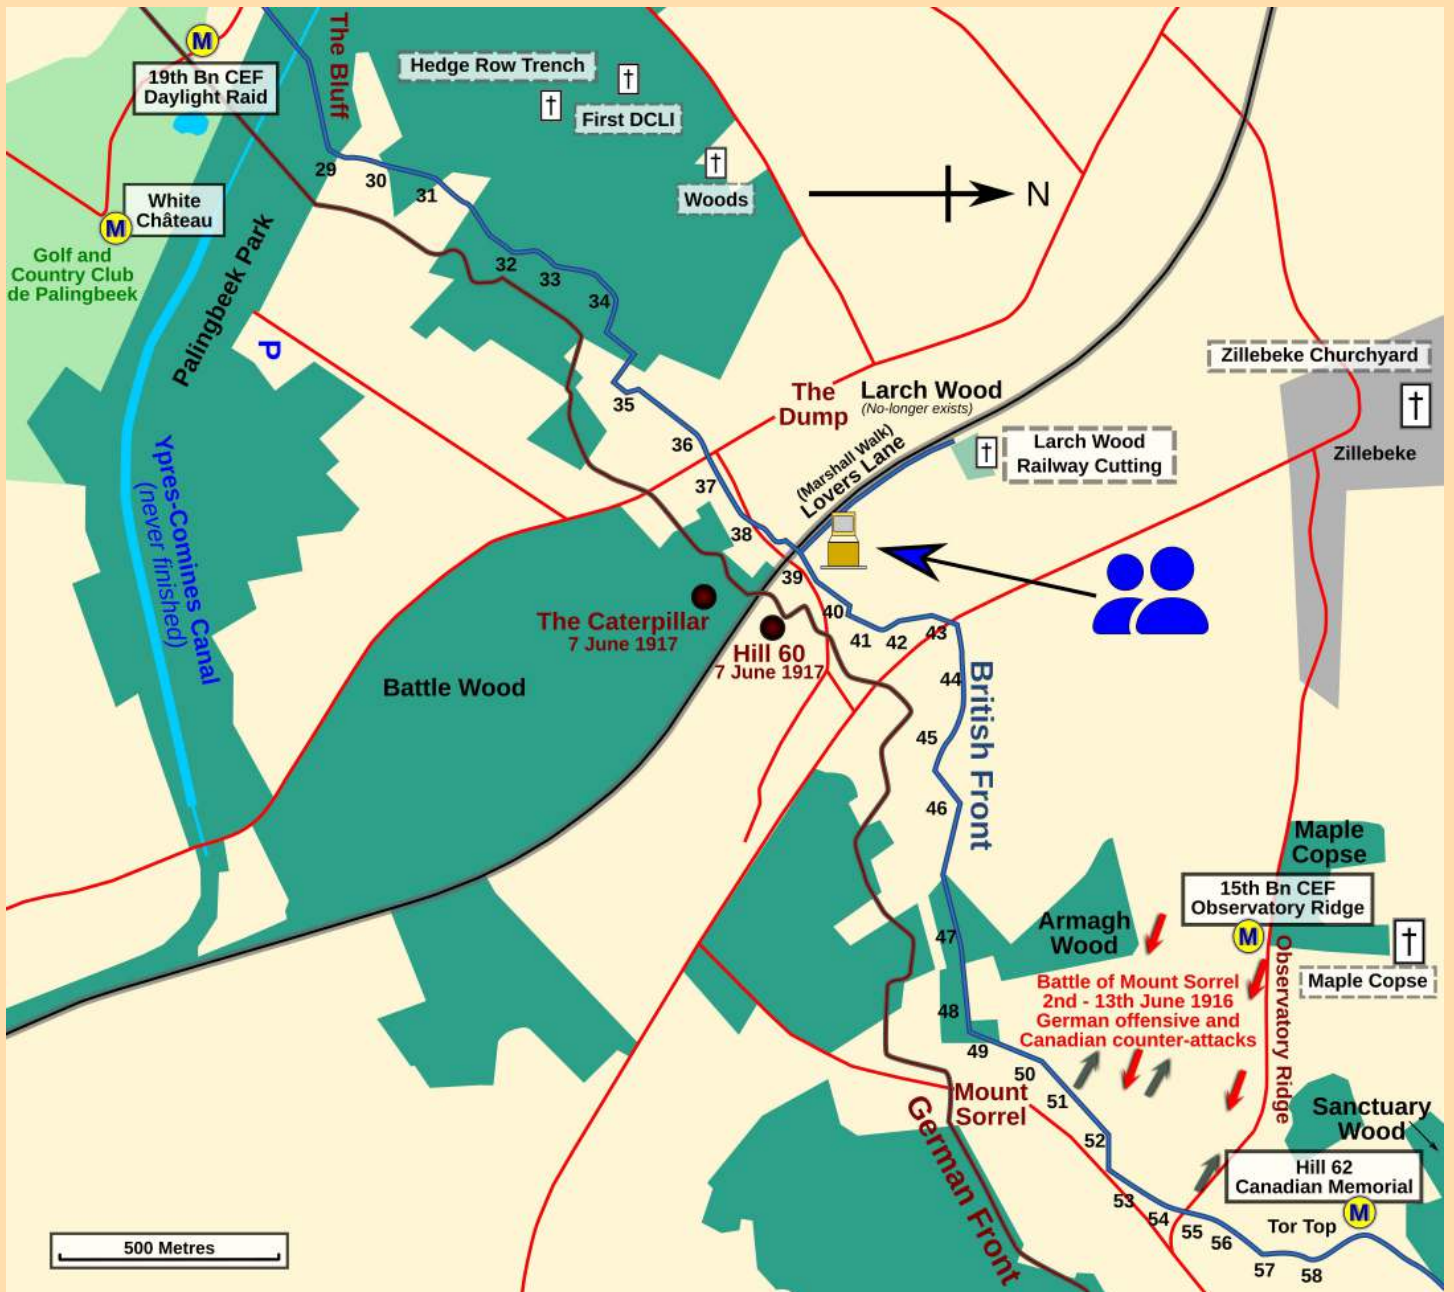 M
19th Bn CEF
Daylight Raid
The Bluff
Hedge Row Trench
First DCLI
Woods
N
29
30
31
White
Château
M
Golf and
Country Club
de Palingbeek
Palingbeek Park
P
32
33
34
35
36
37
38
The
Dump
Larch Wood
(No-longer exists)
(Marshall Walk)
Lovers Lane
Larch Wood
Railway Cutting
Zillebeke Churchyard
Zillebeke
Ypres-Comines Canal
(never finished)
39
40
41
42
43
44
45
46
The Caterpillar
7 June 1917
Hill 60
7 June 1917
Battle Wood
British Front
Maple
Copse
15th Bn CEF
Observatory Ridge
M
Maple Copse
Armagh
Wood
47
48
49
50
51
52
53
54
55
56
57
58
Battle of Mount Sorrel
2nd - 13th June 1916
German offensive and
Canadian counter-attacks
Observatory Ridge
Mount
Sorrel
German Front
Sanctuary
Wood
Hill 62
Canadian Memorial
M
Tor Top
500 Metres